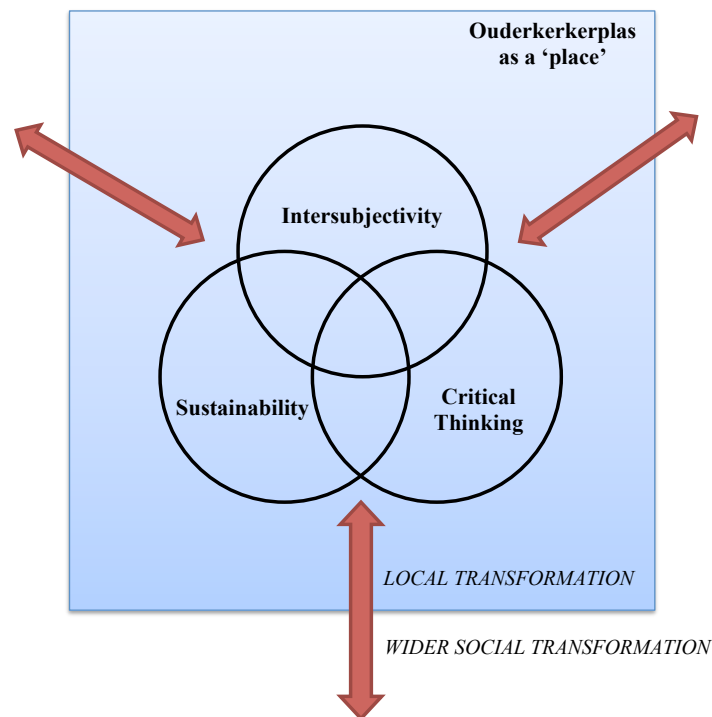 Ouderkerkerplas
as a ‘place’
Intersubjectivity
Sustainability
Critical
Thinking
LOCAL TRANSFORMATION
WIDER SOCIAL TRANSFORMATION